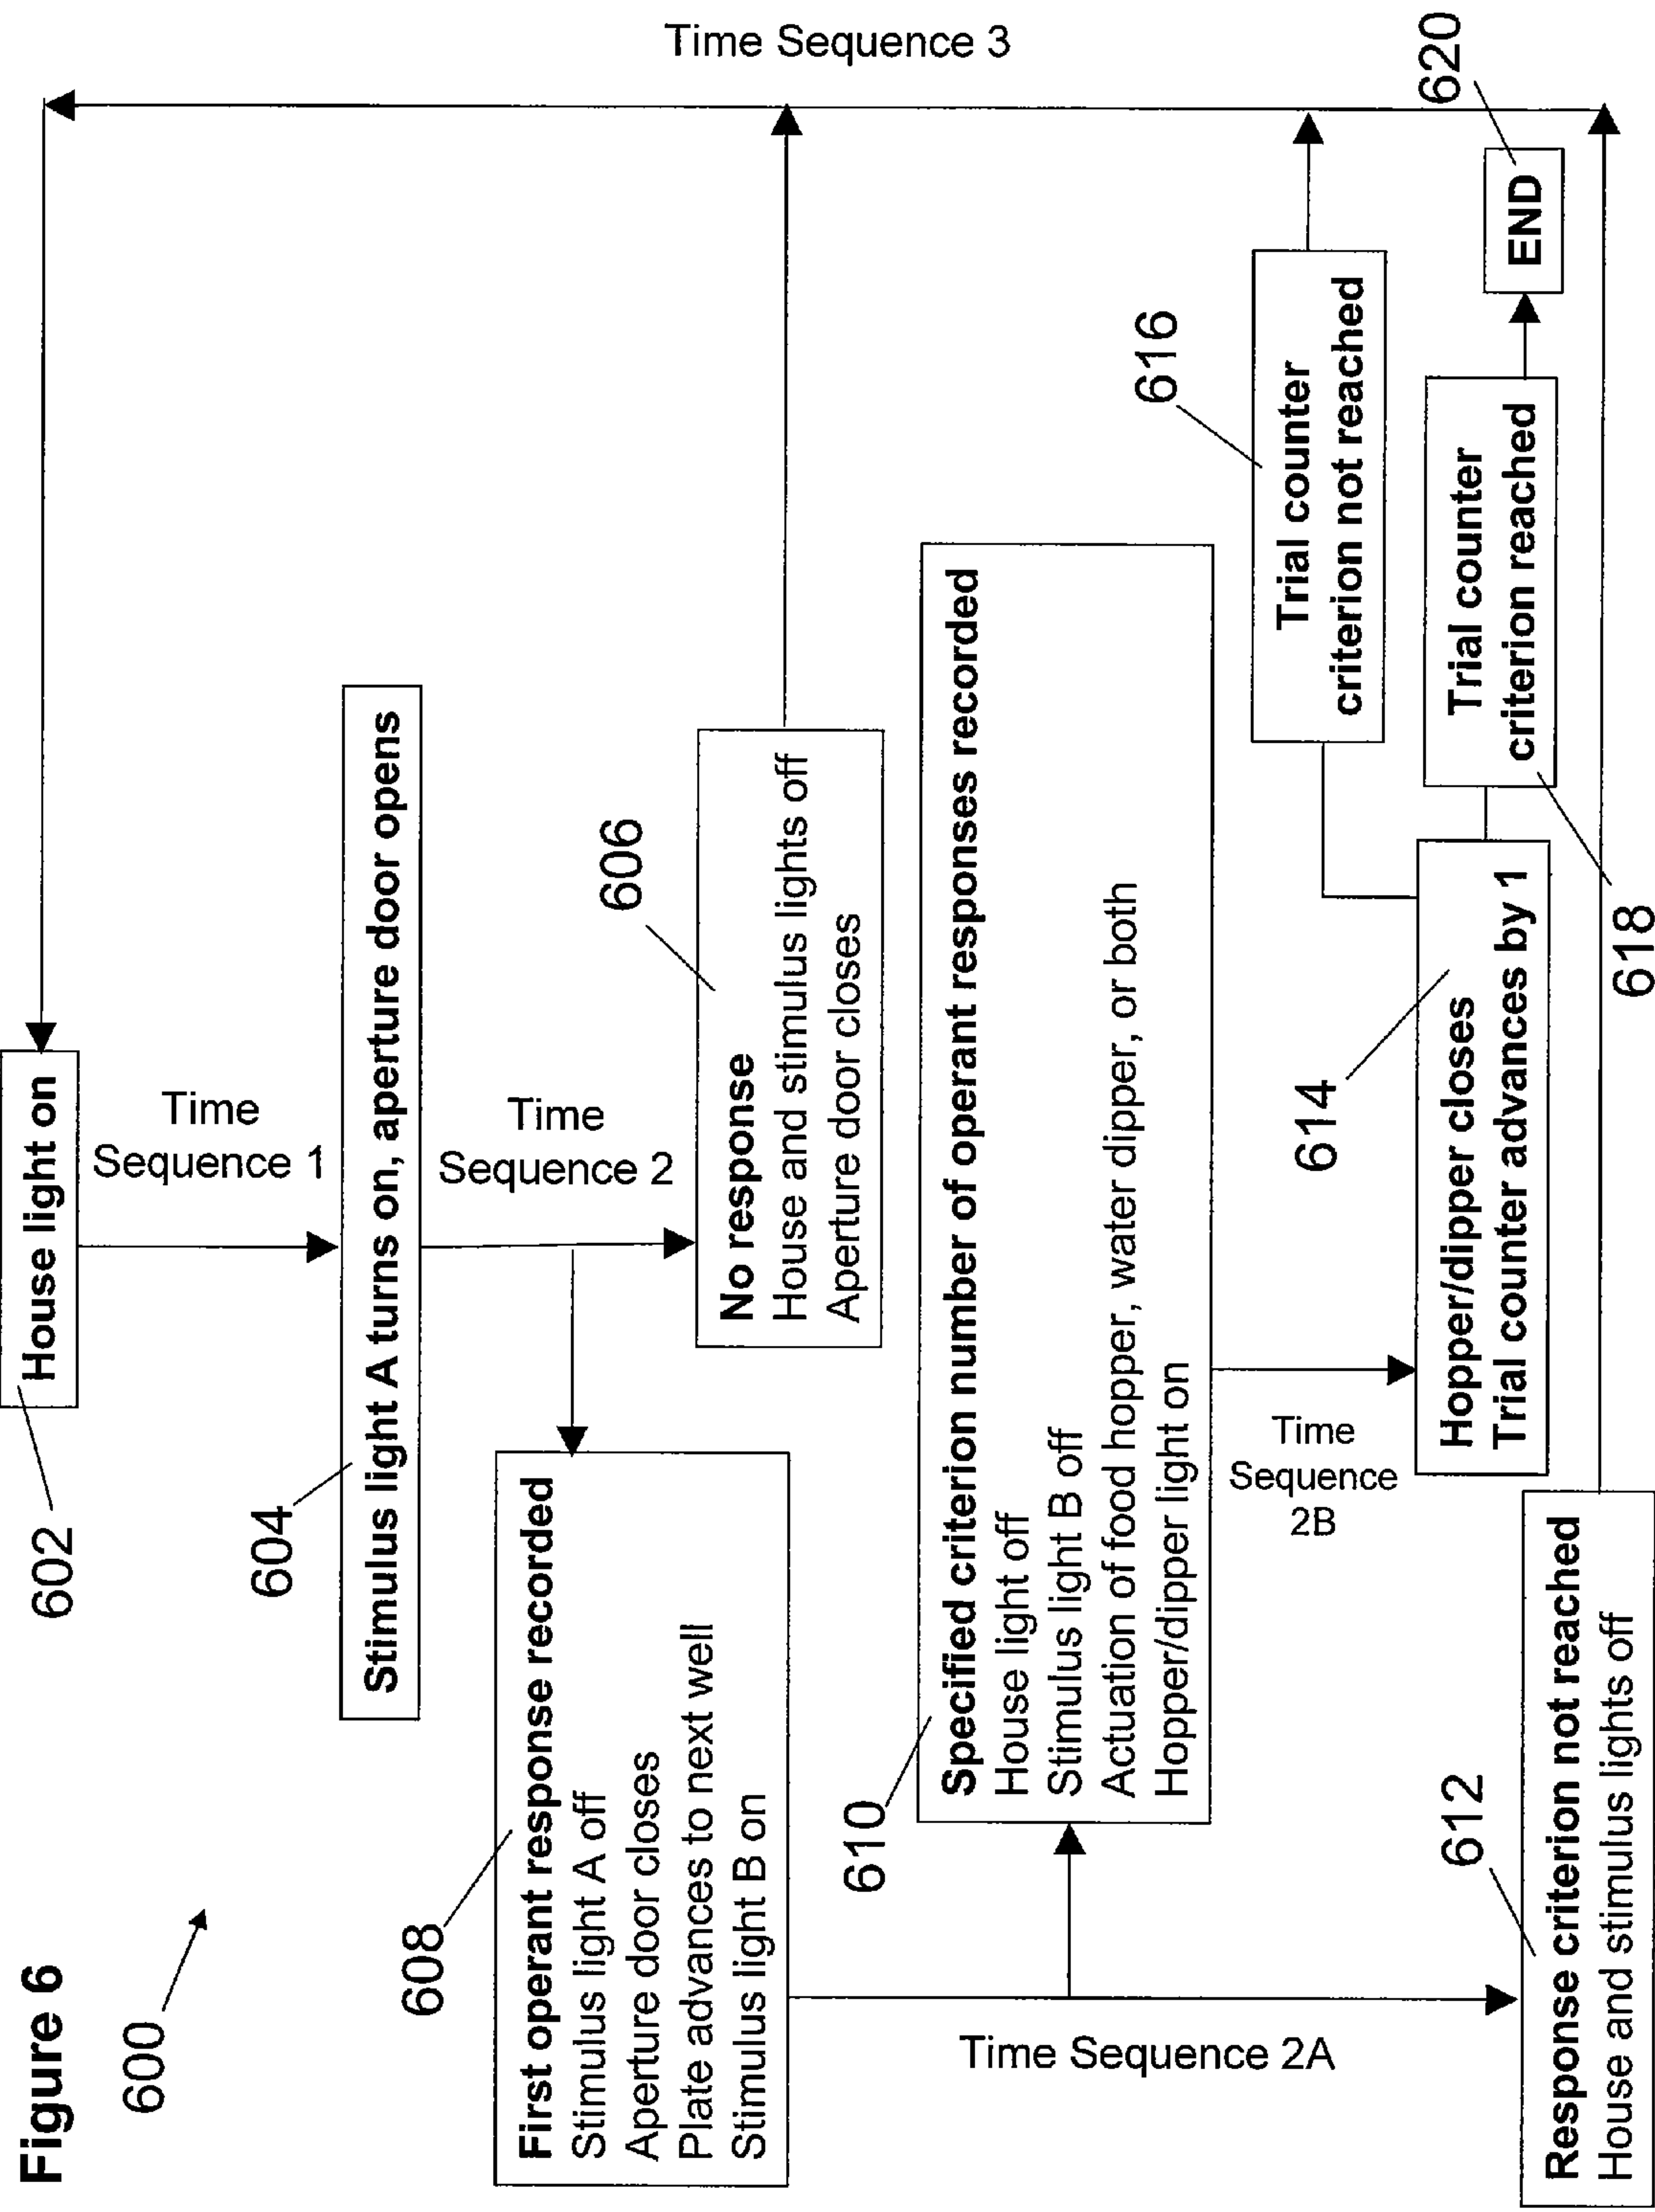 Figure 6
600
602
House light on
Time
Sequence 1
Time Sequence 3
604
Stimulus light A turns on, aperture door opens
Time
Sequence 2
606
No response
House and stimulus lights off
Aperture door closes
608
First operant response recorded
Stimulus light A off
Aperture door closes
Plate advances to next well
Stimulus light B on
610
Specified criterion number of operant responses recorded
House light off
Stimulus light B off
Actuation of food hopper, water dipper, or both
Hopper/dipper light on
Time Sequence 2A
Time
Sequence
2B
616
Trial counter
criterion not reached
614
Hopper/dipper closes
Trial counter advances by 1
Trial counter
criterion reached
618
END
620
612
Response criterion not reached
House and stimulus lights off